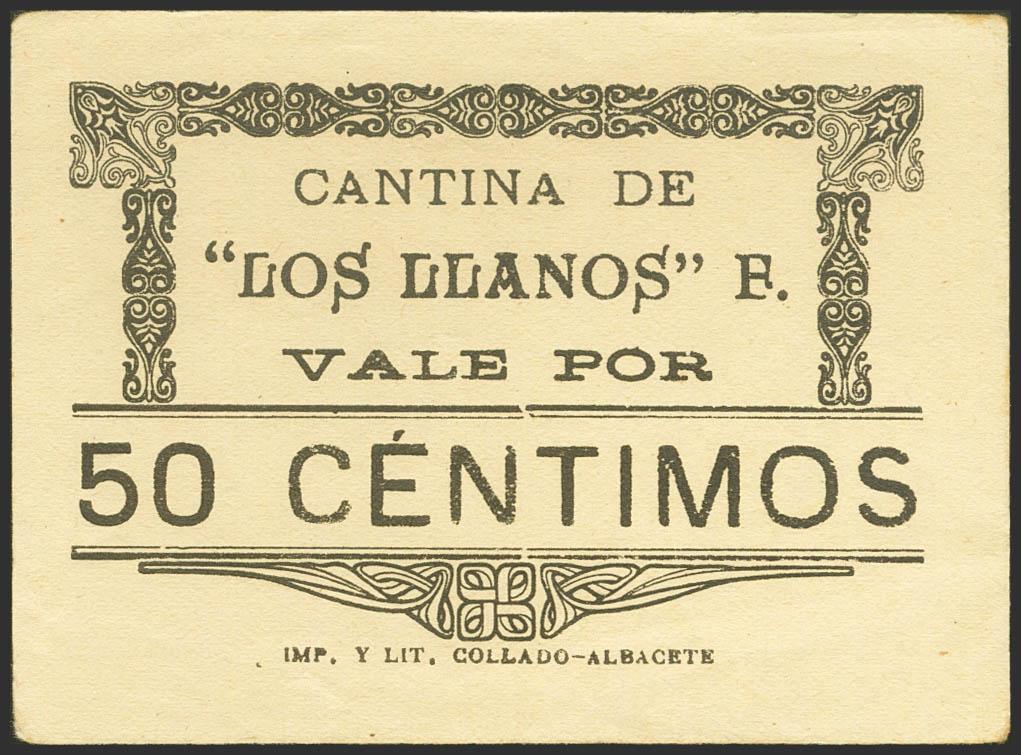 CANTINA DE
“LOS LLANOS” F.
VALE POR
50 CÉNTIMOS
IMP. Y LIT. COLLADO-ALBACETE